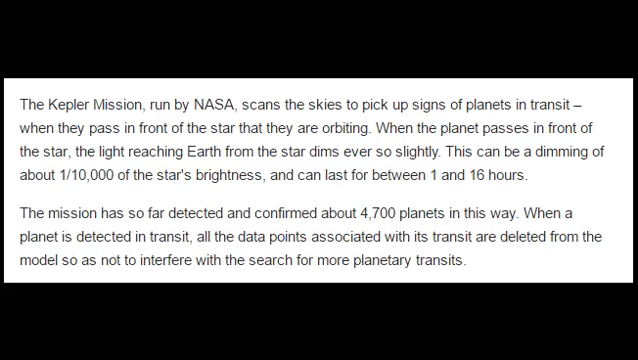 The Kepler Mission, run by NASA, scans the skies to pick up signs of planets in transit –
when they pass in front of the star that they are orbiting. When the planet passes in front of
the star, the light reaching Earth from the star dims ever so slightly. This can be a dimming of
about 1/10,000 of the star's brightness, and can last for between 1 and 16 hours.
The mission has so far detected and confirmed about 4,700 planets in this way. When a
planet is detected in transit, all the data points associated with its transit are deleted from the
model so as not to interfere with the search for more planetary transits.